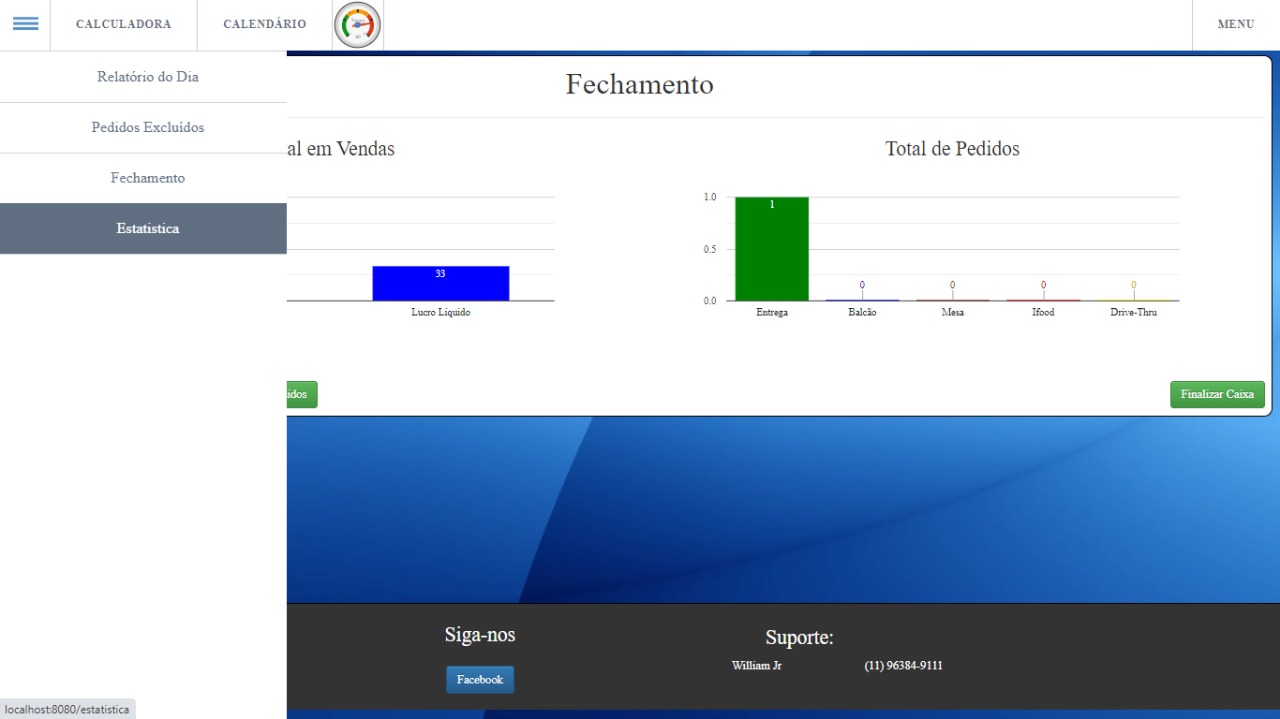 CALCULADORA
CALENDÁRIO
MENU
Relatório do Dia
Pedidos Excluídos
Fechamento
Estatistica
Fechamento
al em Vendas
33
Lucro Liquido
Total de Pedidos
1.0
0.5
0.0
1
0
0
0
0
Entrega
Balcão
Mesa
Ifood
Drive-Thru
idos
Finalizar Caixa
Siga-nos
Facebook
Suporte:
William Jr
(11) 96384-9111
localhost:8080/estatistica